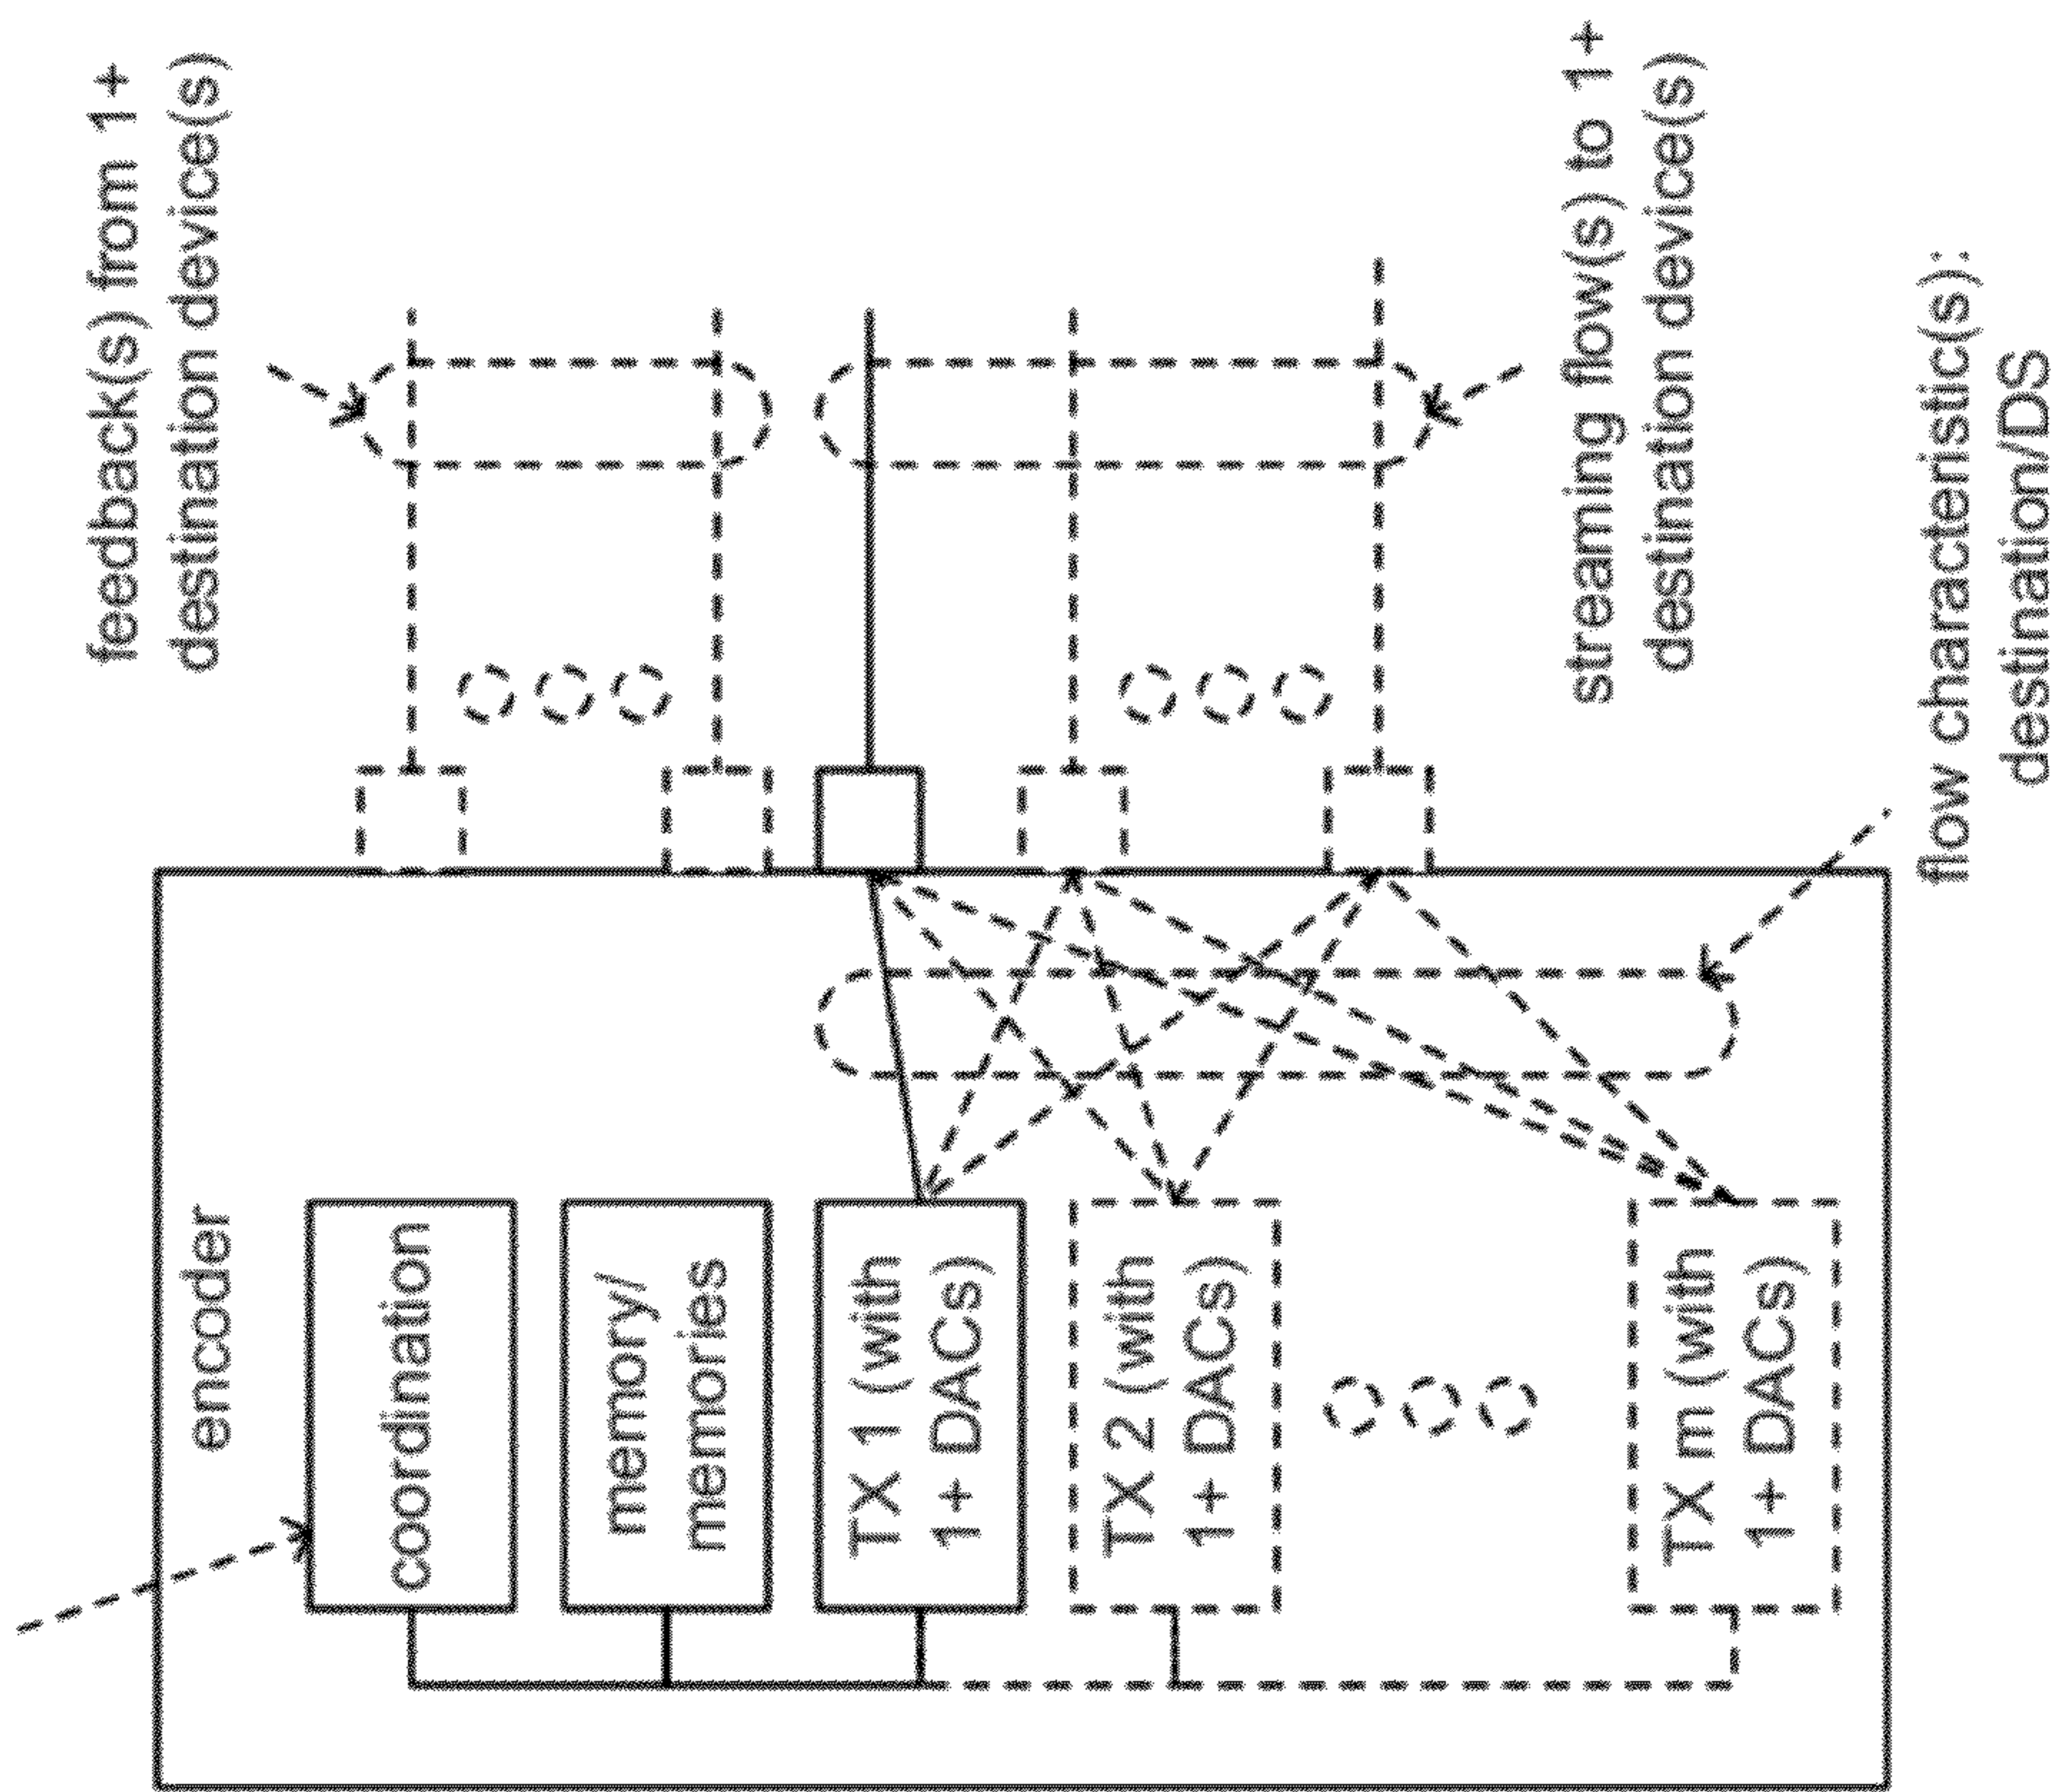 encoder
coordination
memory/
memories
TX 1 (with
1+ DACs)
TX 2 (with
1+ DACs)
TX m (with
1+ DACs)
feedback(s) from 1+
destination device(s)
streaming flow(s) to 1+
destination device(s)
flow characteristic(s):
destination/DS